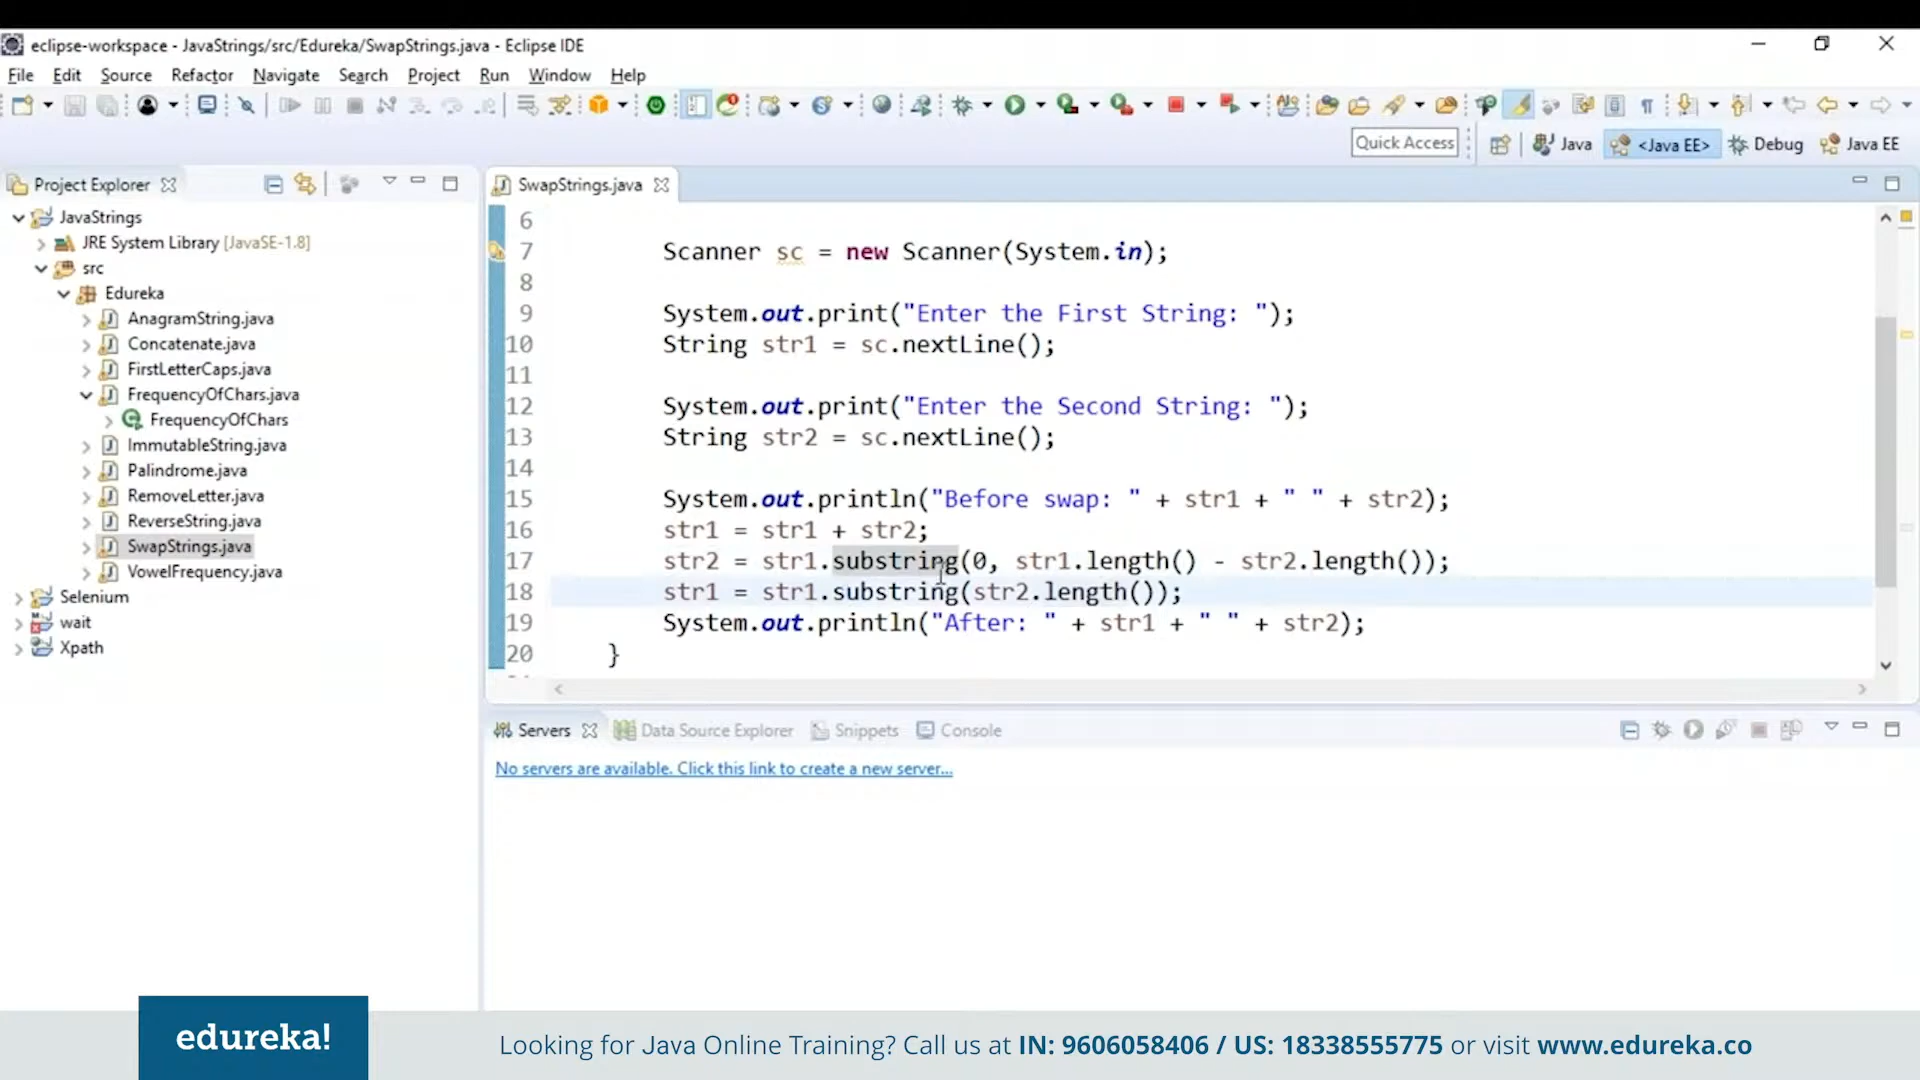 eclipse-workspace - JavaStrings/src/Edureka/SwapStrings.java - Eclipse IDE
File Edit Source Refactor Navigate Search Project Run Window Help
Quick Access Java <Java EE> Debug Java EE
Project Explorer
JavaStrings
JRE System Library [JavaSE-1.8]
src
Edureka
AnagramString.java
Concatenate.java
FirstLetterCaps.java
FrequencyOfChars.java
FrequencyOfChars
ImmutableString.java
Palindrome.java
RemoveLetter.java
ReverseString.java
SwapStrings.java
VowelFrequency.java
Selenium
wait
Xpath
SwapStrings.java
6
7 Scanner sc = new Scanner(System.in);
8
9 System.out.print("Enter the First String: ");
10 String str1 = sc.nextLine();
11
12 System.out.print("Enter the Second String: ");
13 String str2 = sc.nextLine();
14
15 System.out.println("Before swap: " + str1 + " " + str2);
16 str1 = str1 + str2;
17 str2 = str1.substring(0, str1.length() - str2.length());
18 str1 = str1.substring(str2.length());
19 System.out.println("After: " + str1 + " " + str2);
20 }
Servers Data Source Explorer Snippets Console
No servers are available. Click this link to create a new server...
edureka!
Looking for Java Online Training? Call us at IN: 9606058406 / US: 18338555775 or visit www.edureka.co